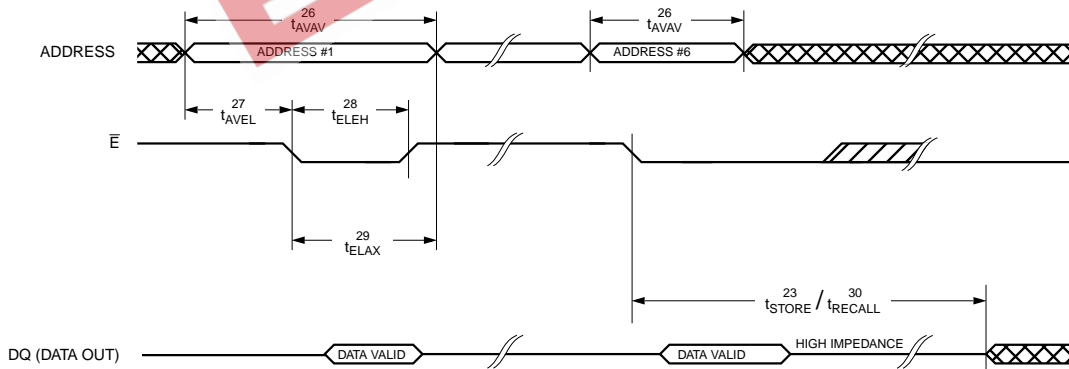 26 26
tAVAV tAVAV
ADDRESS ADDRESS #1 ADDRESS #6
27 28
tAVEL tELEH
E̅
29
tELAX
23 30
tSTORE / tRECALL
DQ (DATA OUT) DATA VALID DATA VALID HIGH IMPEDANCE